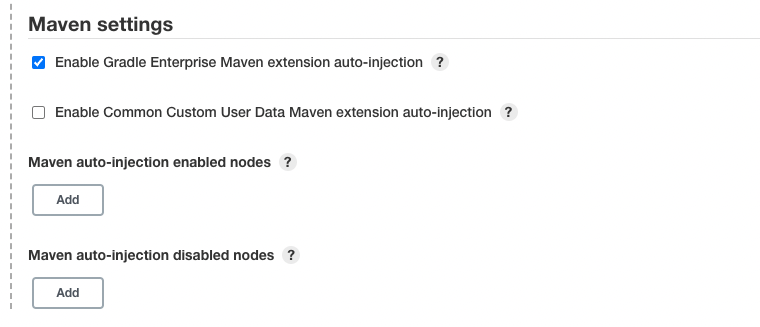 Maven settings
Enable Gradle Enterprise Maven extension auto-injection ?
Enable Common Custom User Data Maven extension auto-injection ?
Maven auto-injection enabled nodes ?
Add
Maven auto-injection disabled nodes ?
Add